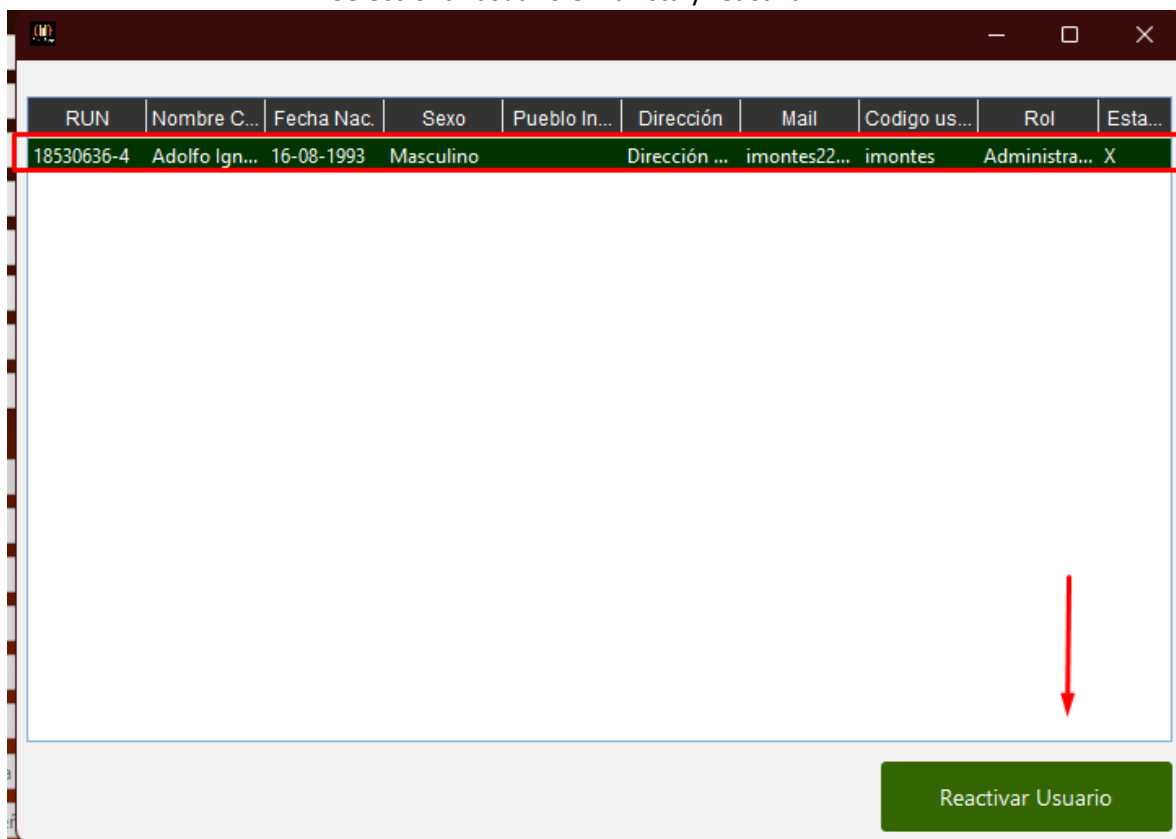 RUN Nombre C... Fecha Nac. Sexo Pueblo In... Dirección Mail Codigo us... Rol Esta...
18530636-4 Adolfo Ign... 16-08-1993 Masculino Dirección ... imontes22... imontes Administra... X
Reactivar Usuario